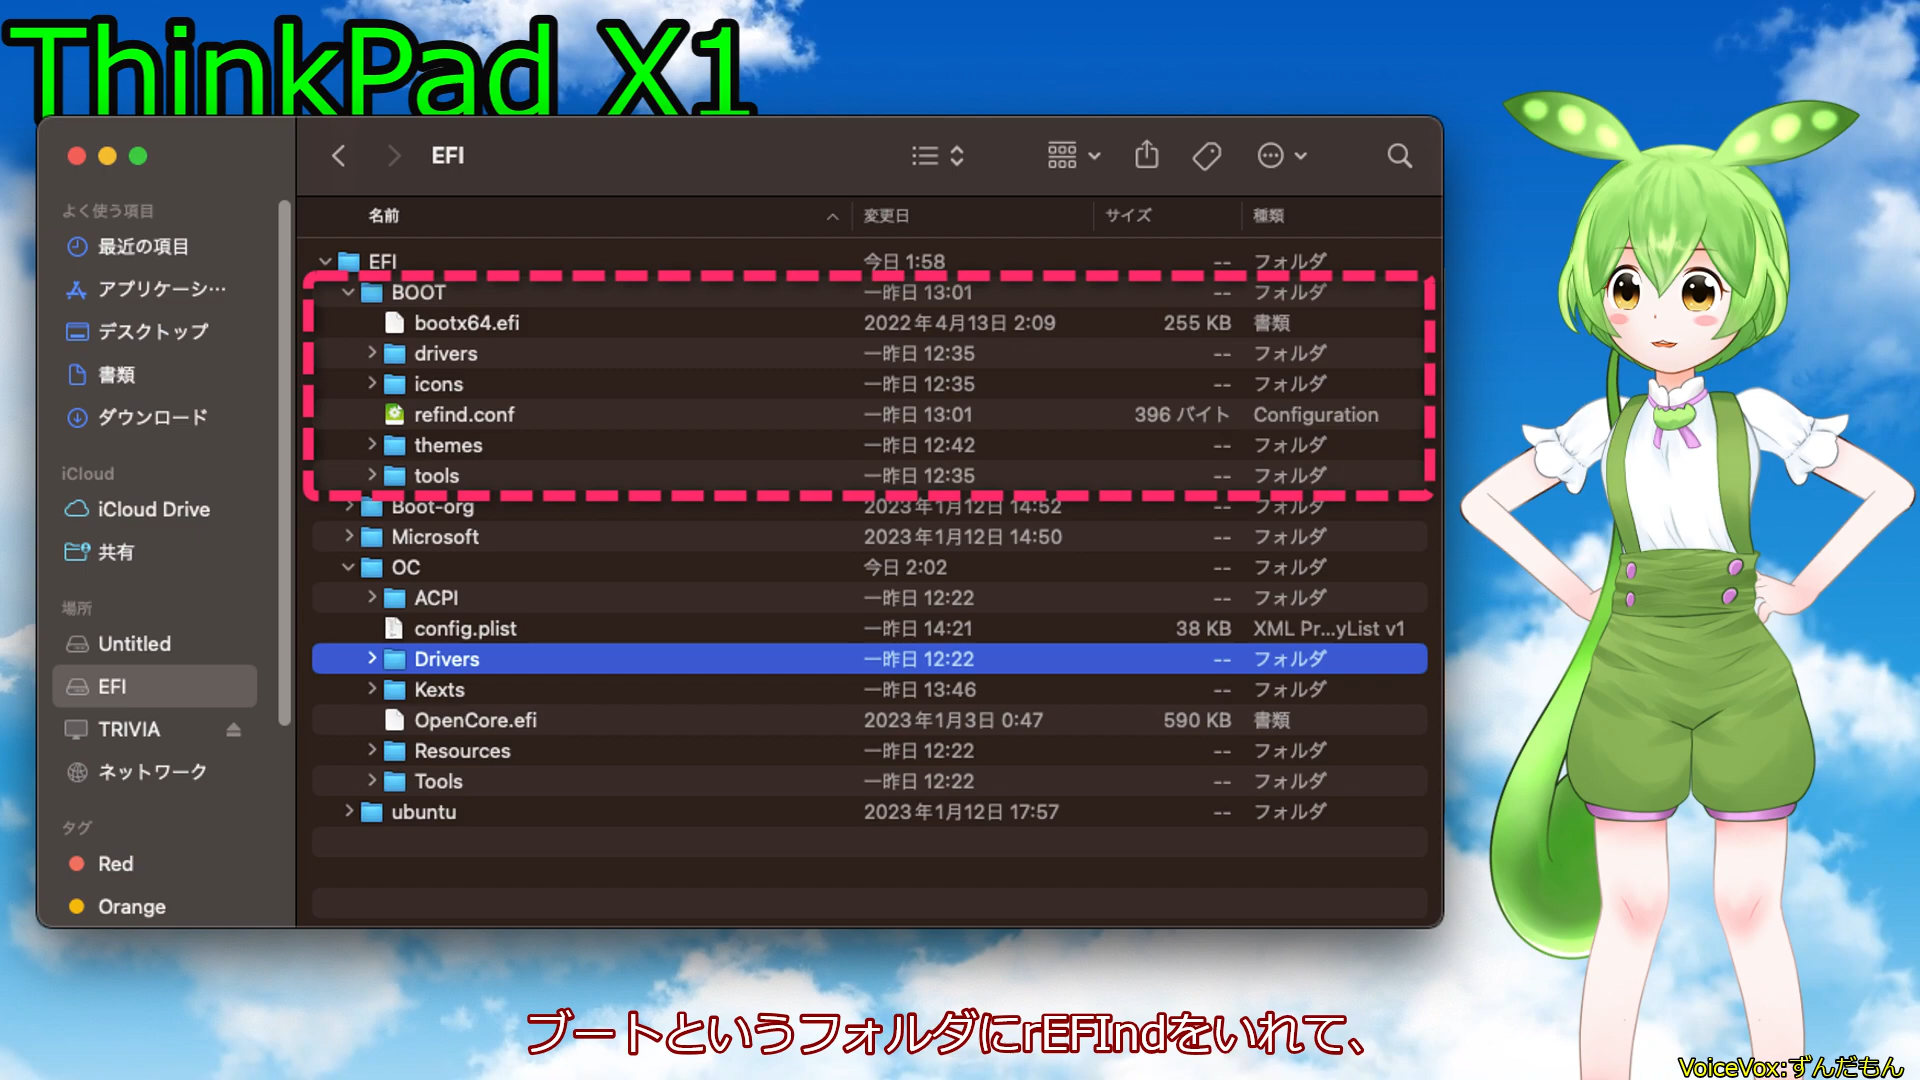 ThinkPad X1
EFI
よく使う項目
最近の項目
アプリケーシ…
デスクトップ
書類
ダウンロード
iCloud
iCloud Drive
共有
場所
Untitled
EFI
TRIVIA
ネットワーク
タグ
Red
Orange
名前 変更日 サイズ 種類
EFI 今日 1:58 -- フォルダ
BOOT 一昨日 13:01 -- フォルダ
bootx64.efi 2022年4月13日 2:09 255 KB 書類
drivers 一昨日 12:35 -- フォルダ
icons 一昨日 12:35 -- フォルダ
refind.conf 一昨日 13:01 396 バイト Configuration
themes 一昨日 12:42 -- フォルダ
tools 一昨日 12:35 -- フォルダ
Boot-org 2023年1月12日 14:52 -- フォルダ
Microsoft 2023年1月12日 14:50 -- フォルダ
OC 今日 2:02 -- フォルダ
ACPI 一昨日 12:22 -- フォルダ
config.plist 一昨日 14:21 38 KB XML Pr...yList v1
Drivers 一昨日 12:22 -- フォルダ
Kexts 一昨日 13:46 -- フォルダ
OpenCore.efi 2023年1月3日 0:47 590 KB 書類
Resources 一昨日 12:22 -- フォルダ
Tools 一昨日 12:22 -- フォルダ
ubuntu 2023年1月12日 17:57 -- フォルダ
ブートというフォルダにrEFIndをいれて、
VoiceVox:ずんだもん